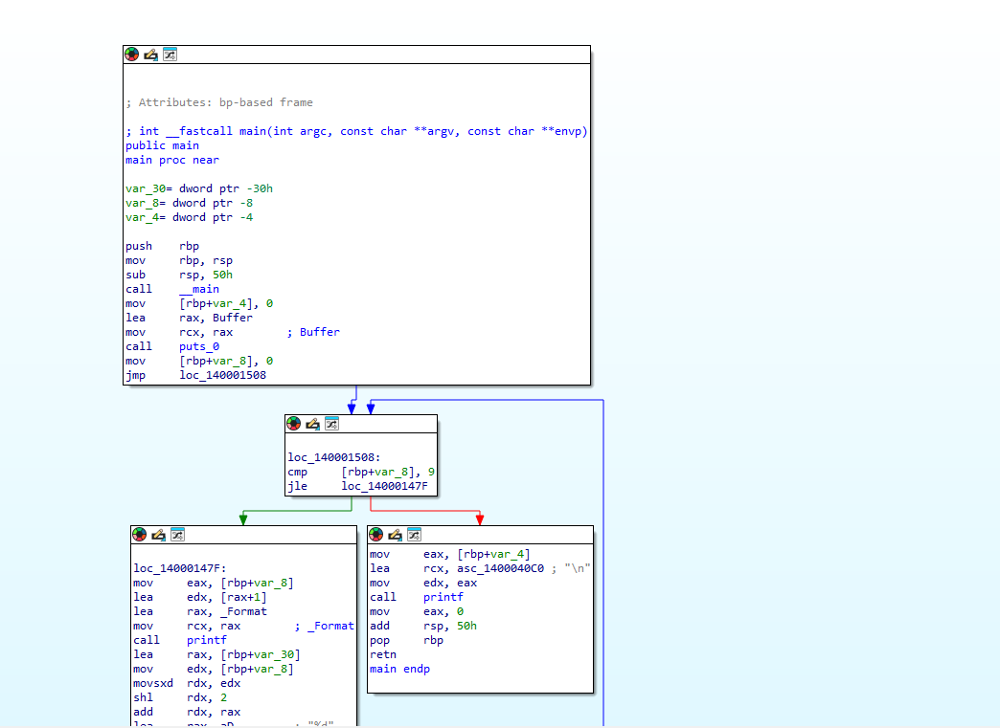 ; Attributes: bp-based frame
; int __fastcall main(int argc, const char **argv, const char **envp)
public main
main proc near
var_30= dword ptr -30h
var_8= dword ptr -8
var_4= dword ptr -4
push rbp
mov rbp, rsp
sub rsp, 50h
call __main
mov [rbp+var_4], 0
lea rax, Buffer
mov rcx, rax ; Buffer
call puts_0
mov [rbp+var_8], 0
jmp loc_140001508
loc_140001508:
cmp [rbp+var_8], 9
jle loc_14000147F
loc_14000147F:
mov eax, [rbp+var_8]
lea edx, [rax+1]
lea rax, _Format
mov rcx, rax ; _Format
call printf
lea rax, [rbp+var_30]
mov edx, [rbp+var_8]
movsxd rdx, edx
shl rdx, 2
add rdx, rax
lea rax, aD ; "%d"
mov eax, [rbp+var_4]
lea rcx, asc_1400040C0 ; "\n"
mov edx, eax
call printf
mov eax, 0
add rsp, 50h
pop rbp
retn
main endp